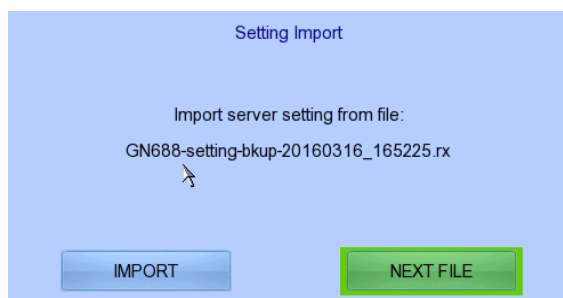 Setting Import
Import server setting from file:
GN688-setting-bkup-20160316_165225.rx
IMPORT
NEXT FILE